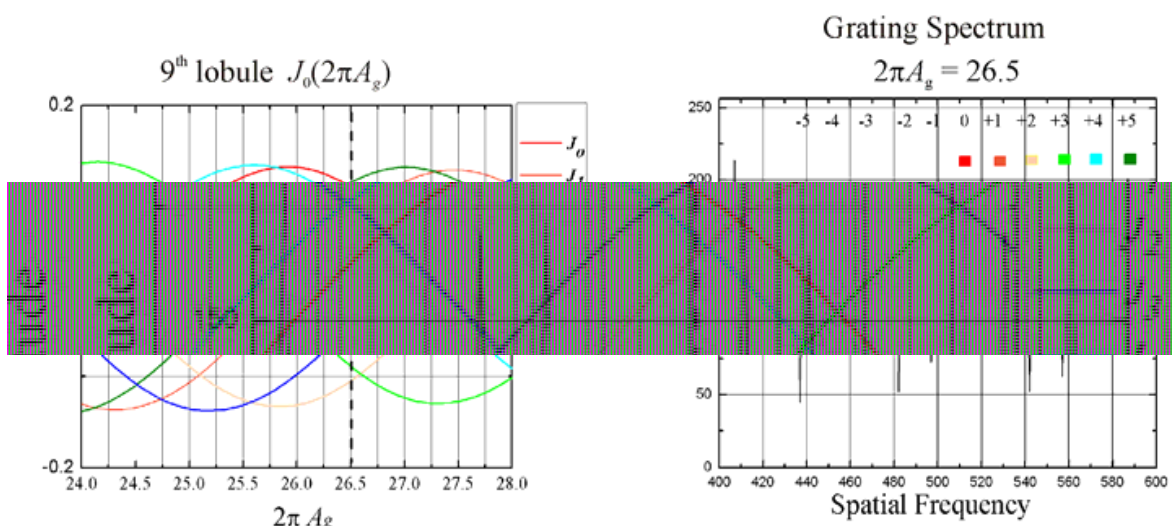 Grating Spectrum
9th lobule J0(2πAg)
2πAg = 26.5
0.2
-0.2
24.0 24.5 25.0 25.5 26.0 26.5 27.0 27.5 28.0
2π Ag
Jo
250
-5 -4 -3 -2 -1 0 +1 +2 +3 +4 +5
200
50
0
400 420 440 460 480 500 520 540 560 580 600
Spatial Frequency